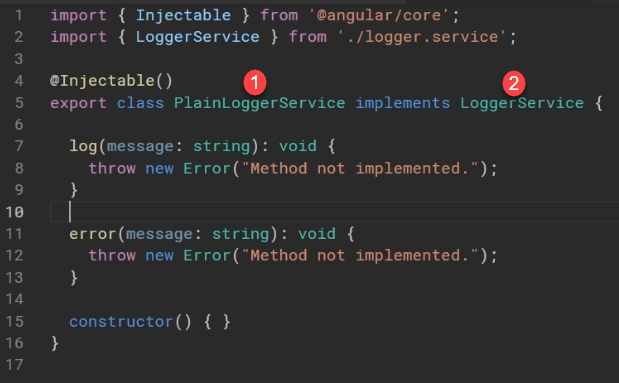 1 import { Injectable } from '@angular/core';
2 import { LoggerService } from './logger.service';
3
1 2
4 @Injectable()
5 export class PlainLoggerService implements LoggerService {
6
7   log(message: string): void {
8     throw new Error("Method not implemented.");
9   }
10
11   error(message: string): void {
12     throw new Error("Method not implemented.");
13   }
14
15   constructor() { }
16 }
17